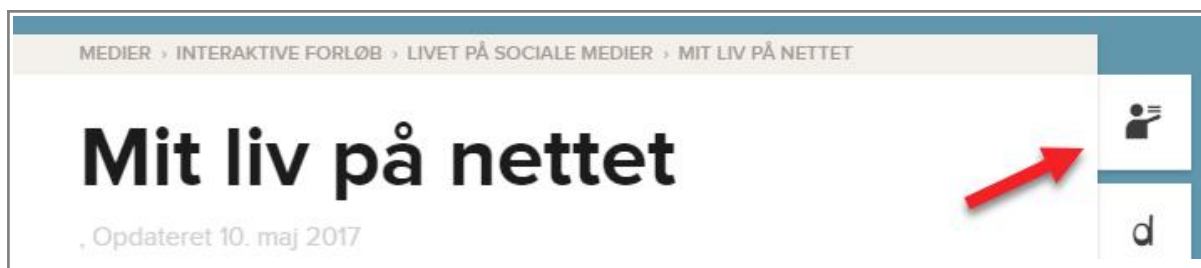 MEDIER › INTERAKTIVE FORLØB › LIVET PÅ SOCIALE MEDIER › MIT LIV PÅ NETTET
Mit liv på nettet
, Opdateret 10. maj 2017
d